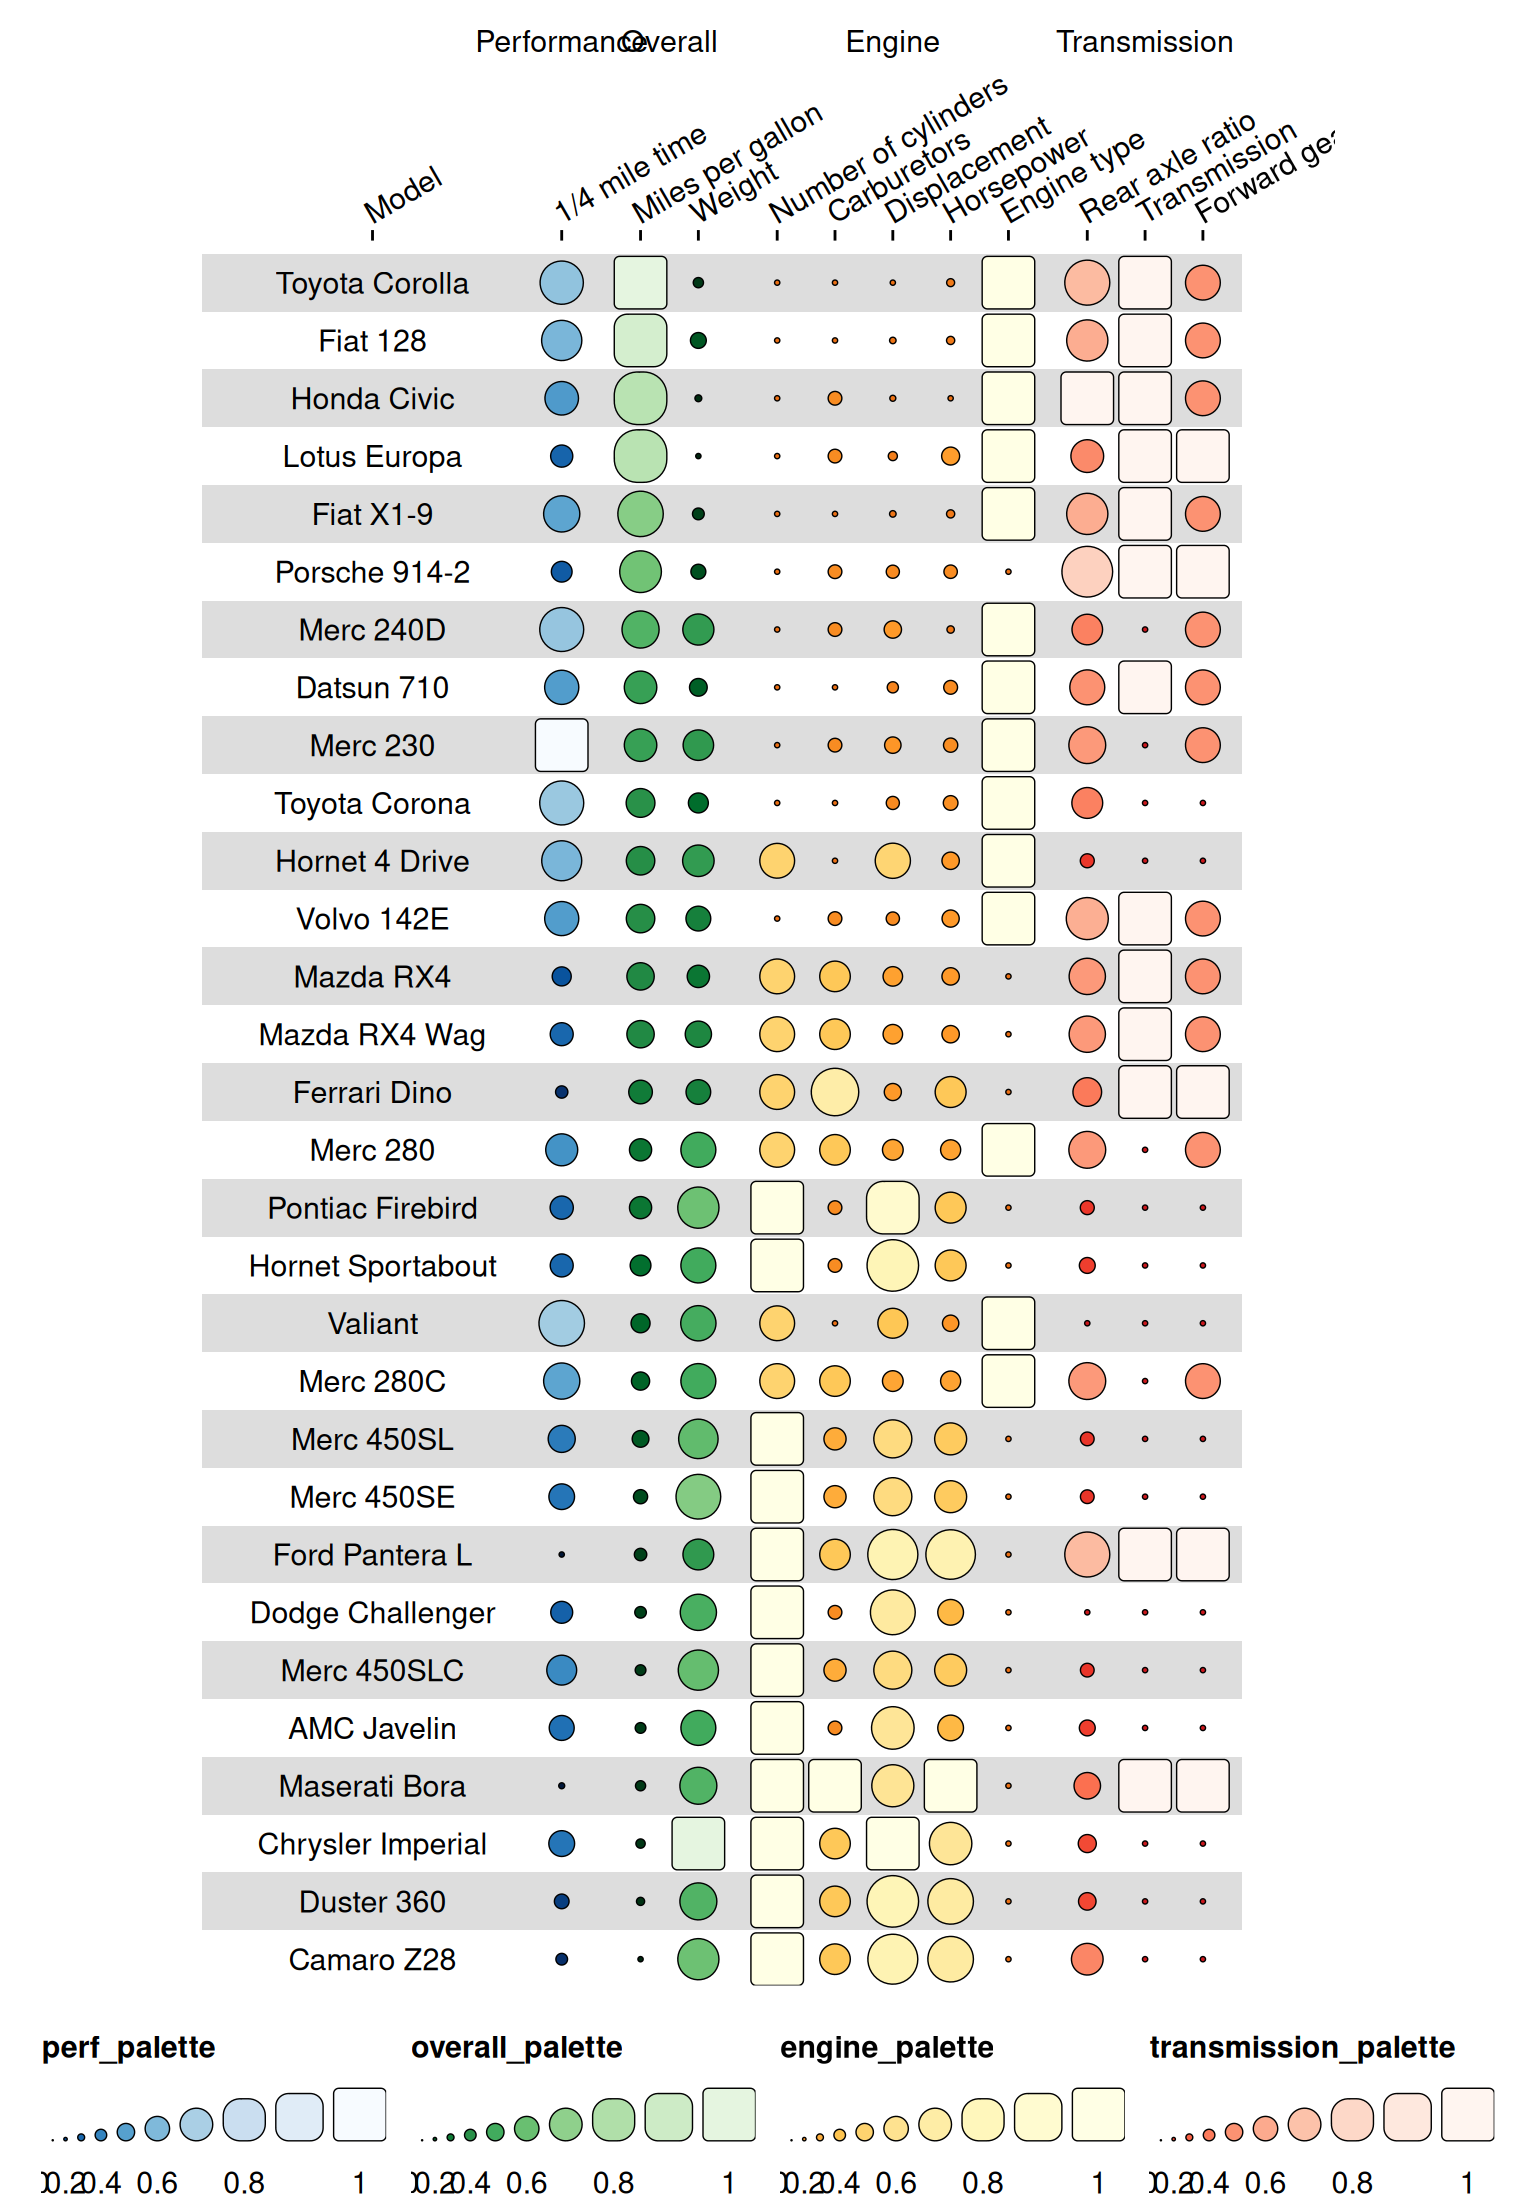 Performance Overall Engine Transmission
Model 1/4 mile time Miles per gallon Weight Number of cylinders Carburetors Displacement Horsepower Engine type Rear axle ratio Transmission Forward gea
Toyota Corolla
Fiat 128
Honda Civic
Lotus Europa
Fiat X1-9
Porsche 914-2
Merc 240D
Datsun 710
Merc 230
Toyota Corona
Hornet 4 Drive
Volvo 142E
Mazda RX4
Mazda RX4 Wag
Ferrari Dino
Merc 280
Pontiac Firebird
Hornet Sportabout
Valiant
Merc 280C
Merc 450SL
Merc 450SE
Ford Pantera L
Dodge Challenger
Merc 450SLC
AMC Javelin
Maserati Bora
Chrysler Imperial
Duster 360
Camaro Z28
perf_palette overall_palette engine_palette transmission_palette
0.2 0.4 0.6 0.8 1 0.2 0.4 0.6 0.8 1 0.2 0.4 0.6 0.8 1 0.2 0.4 0.6 0.8 1